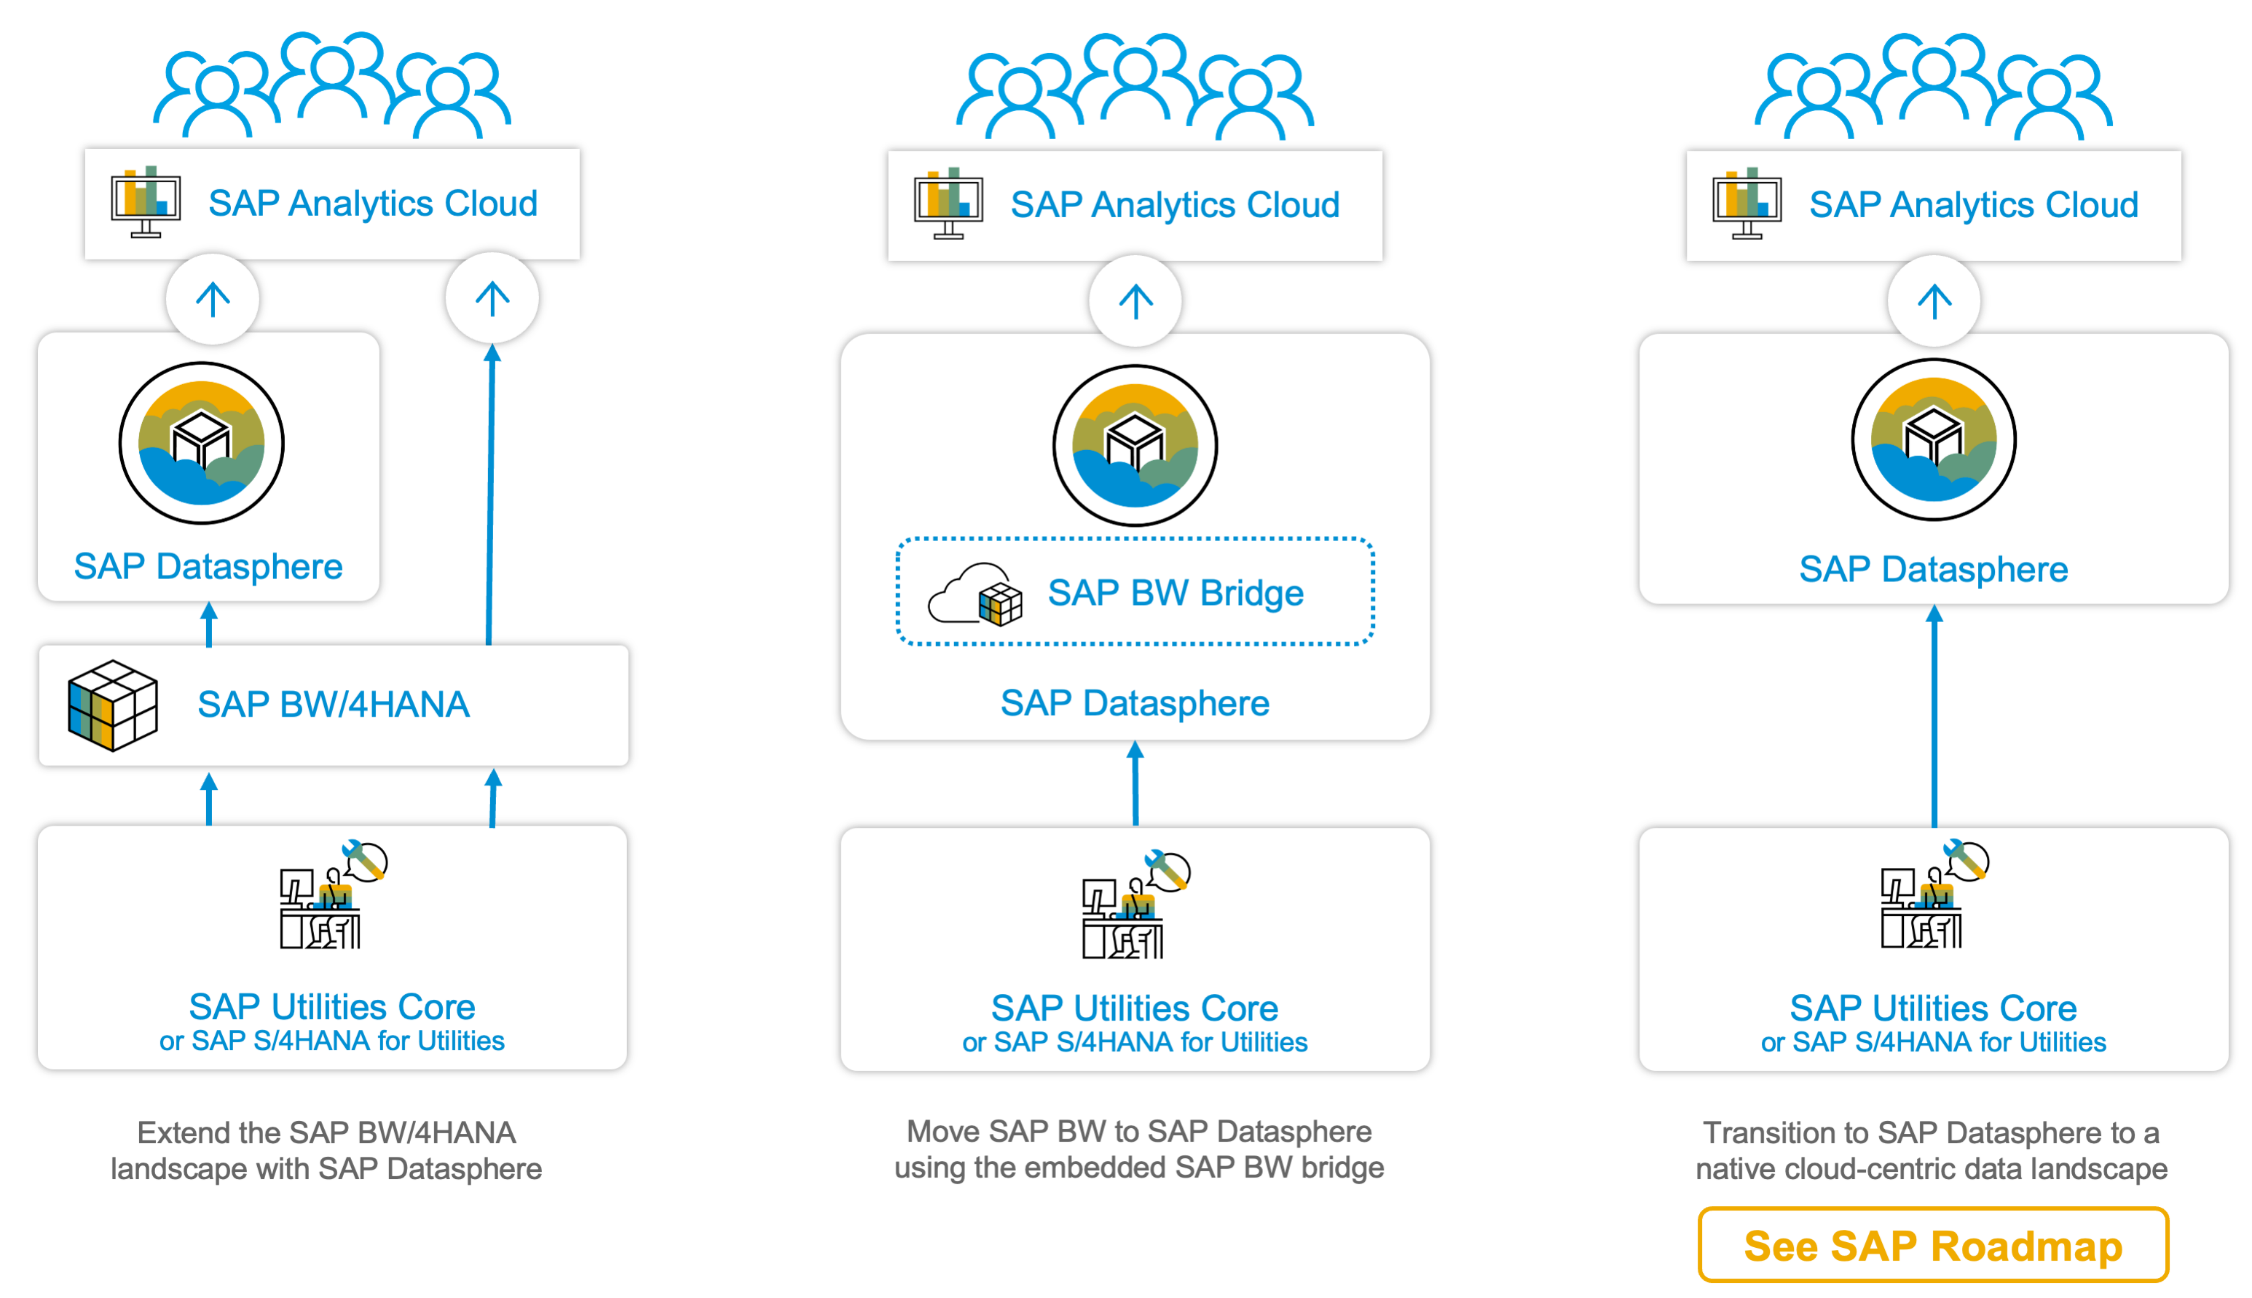 SAP Analytics Cloud
SAP Datasphere
SAP BW/4HANA
SAP Utilities Core
or SAP S/4HANA for Utilities
Extend the SAP BW/4HANA
landscape with SAP Datasphere
SAP Analytics Cloud
SAP BW Bridge
SAP Datasphere
SAP Utilities Core
or SAP S/4HANA for Utilities
Move SAP BW to SAP Datasphere
using the embedded SAP BW bridge
SAP Analytics Cloud
SAP Datasphere
SAP Utilities Core
or SAP S/4HANA for Utilities
Transition to SAP Datasphere to a
native cloud-centric data landscape
See SAP Roadmap